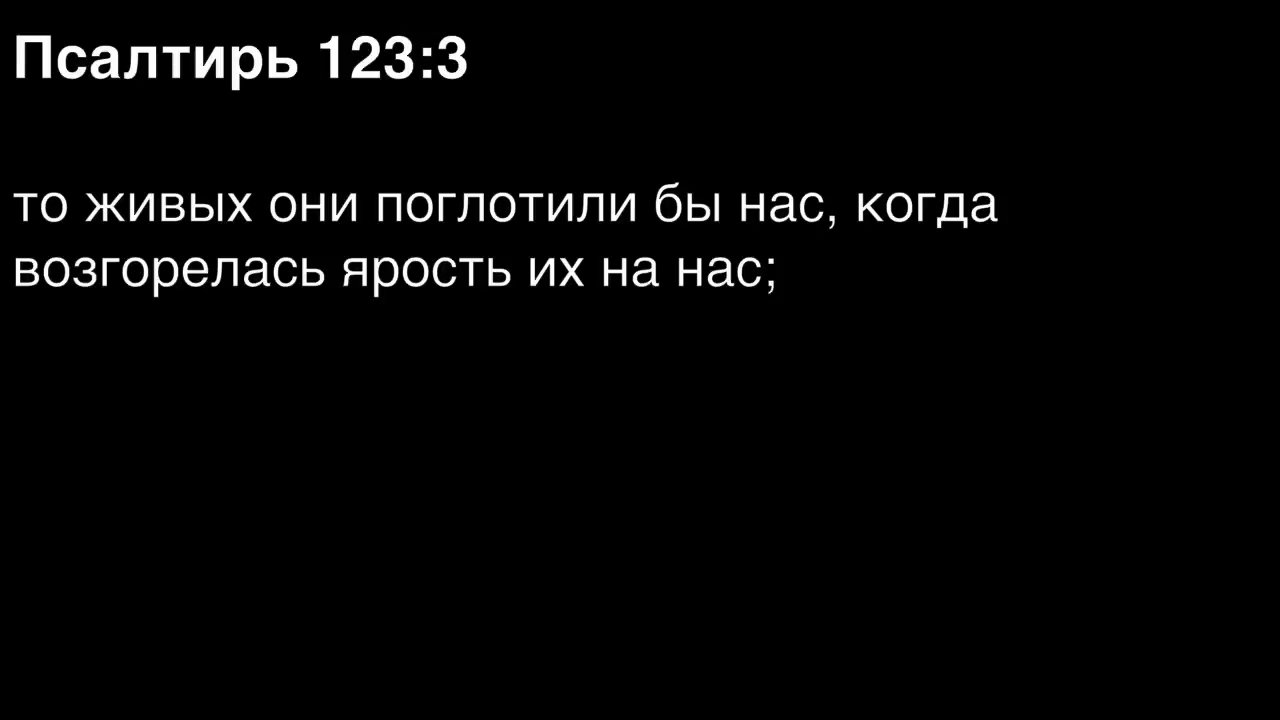 Псалтирь 123:3
то живых они поглотили бы нас, когда
возгорелась ярость их на нас;